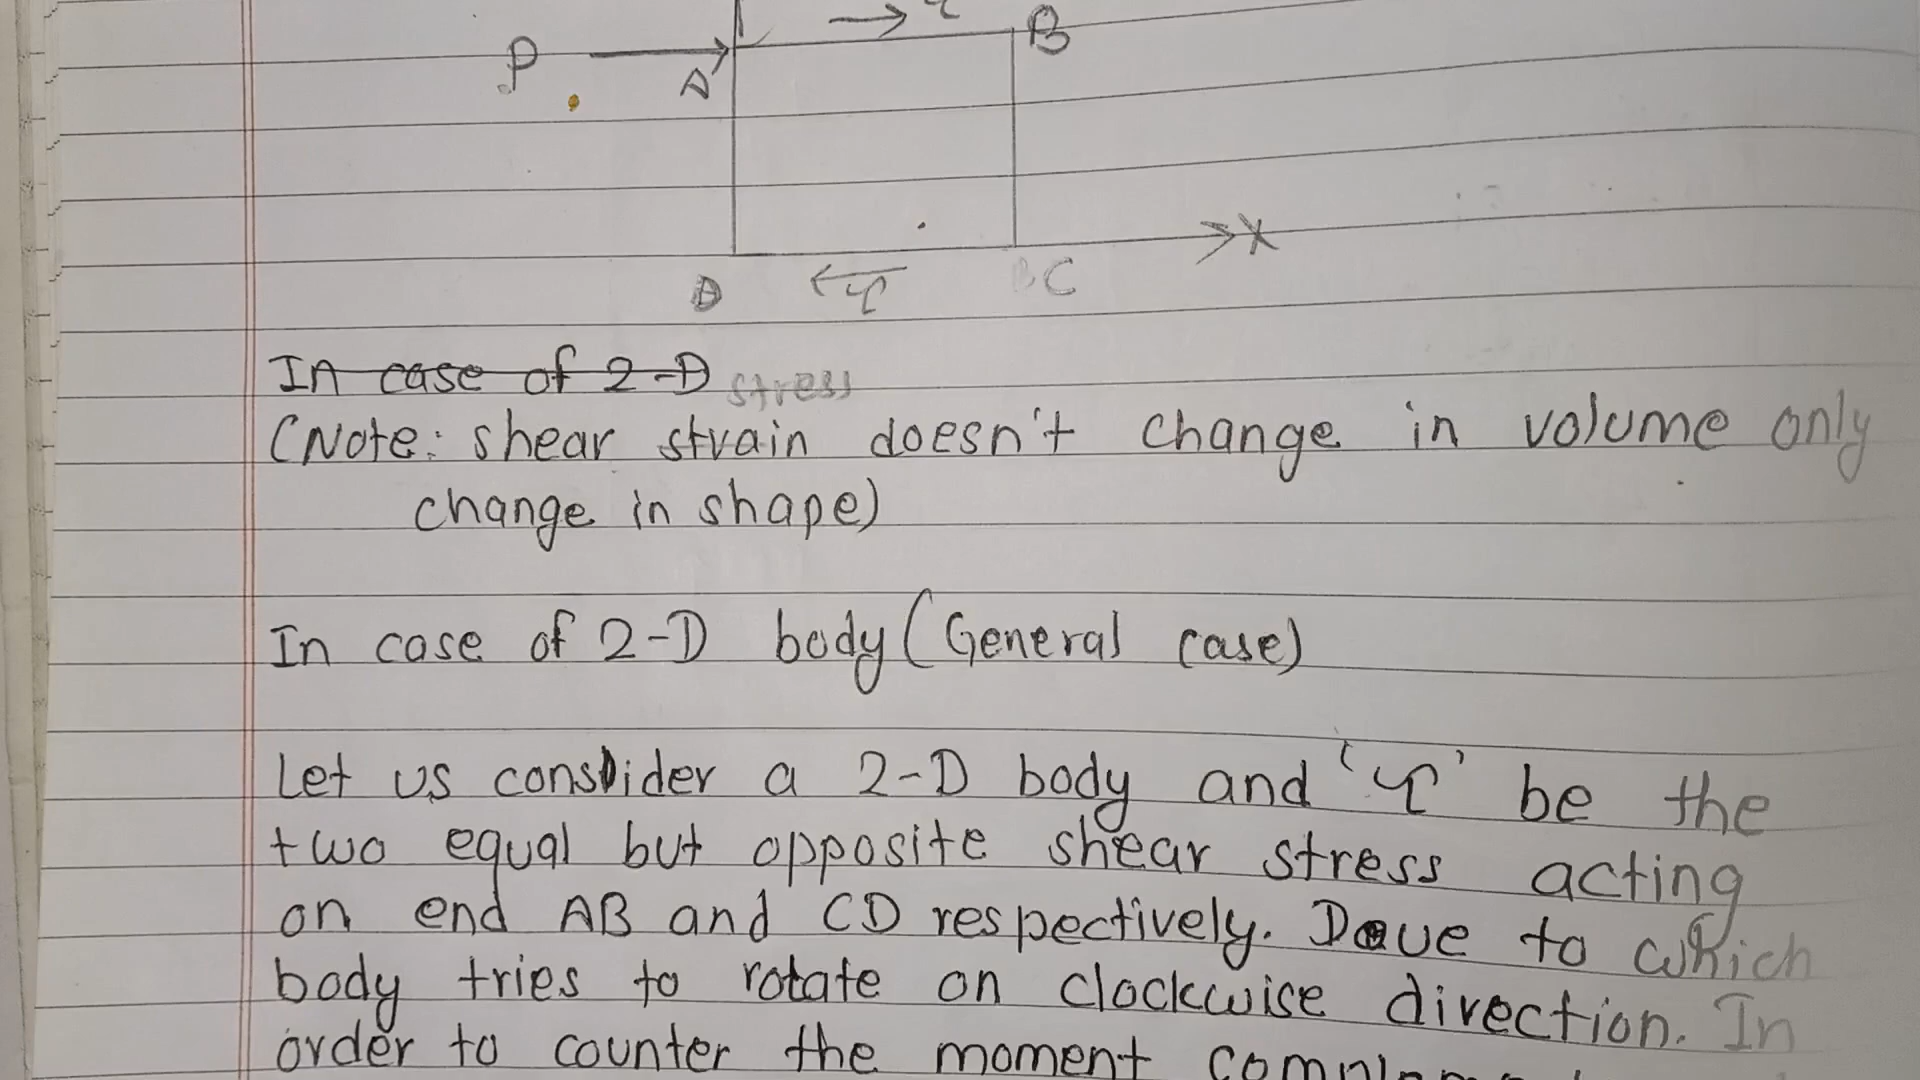 τ
P
A
B
X
D
τ
C
In case of 2-D stress
(Note: shear strain doesn't change in volume only
change in shape)
In case of 2-D body (General case)
Let us consider a 2-D body and 'τ' be the
two equal but opposite shear stress acting
on end AB and CD respectively. Due to which
body tries to rotate on clockwise direction. In
order to counter the moment